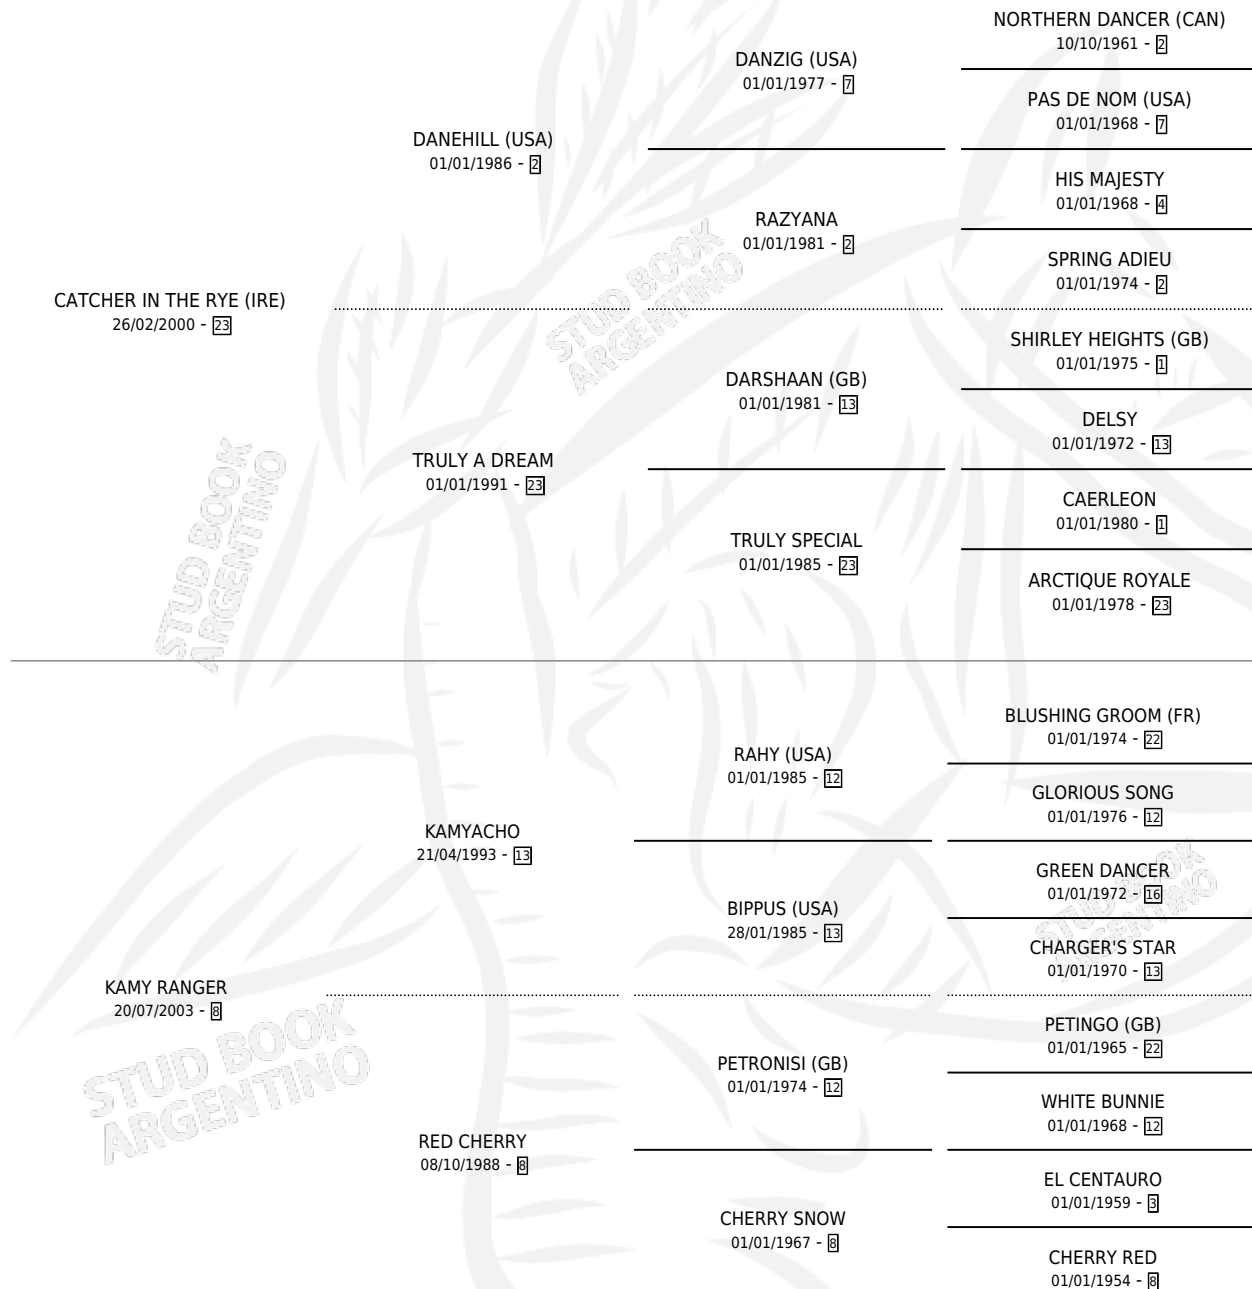 NORTHERN DANCER (CAN)
10/10/1961 - 2
DANZIG (USA)
01/01/1977 - 7
PAS DE NOM (USA)
01/01/1968 - 7
DANEHILL (USA)
01/01/1986 - 2
HIS MAJESTY
01/01/1968 - 4
RAZYANA
01/01/1981 - 2
SPRING ADIEU
01/01/1974 - 2
CATCHER IN THE RYE (IRE)
26/02/2000 - 23
SHIRLEY HEIGHTS (GB)
01/01/1975 - 1
DARSHAAN (GB)
01/01/1981 - 13
DELSY
01/01/1972 - 13
TRULY A DREAM
01/01/1991 - 23
CAERLEON
01/01/1980 - 1
TRULY SPECIAL
01/01/1985 - 23
ARCTIQUE ROYALE
01/01/1978 - 23
STUD BOOK
ARGENTINO
STUD BOOK
ARGENTINO
BLUSHING GROOM (FR)
01/01/1974 - 22
RAHY (USA)
01/01/1985 - 12
GLORIOUS SONG
01/01/1976 - 12
KAMYACHO
21/04/1993 - 13
GREEN DANCER
01/01/1972 - 16
BIPPUS (USA)
28/01/1985 - 13
CHARGER'S STAR
01/01/1970 - 13
KAMY RANGER
20/07/2003 - 8
PETINGO (GB)
01/01/1965 - 22
PETRONISI (GB)
01/01/1974 - 12
WHITE BUNNIE
01/01/1968 - 12
RED CHERRY
08/10/1988 - 8
EL CENTAURO
01/01/1959 - 3
CHERRY SNOW
01/01/1967 - 8
CHERRY RED
01/01/1954 - 8
STUD BOOK
ARGENTINO
STUD BOOK
ARGENTINO